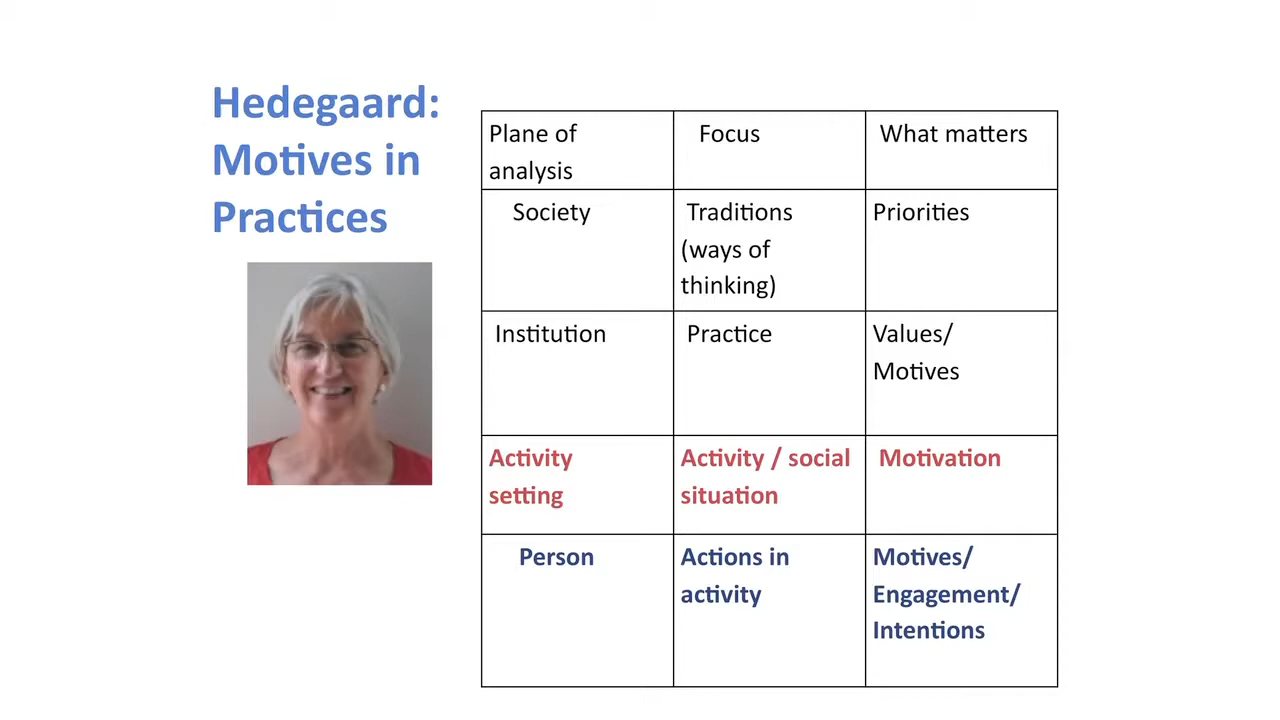 Hedegaard:
Motives in
Practices
Plane of
analysis
Focus
What matters
Society
Traditions
(ways of
thinking)
Priorities
Institution
Practice
Values/
Motives
Activity
setting
Activity / social
situation
Motivation
Person
Actions in
activity
Motives/
Engagement/
Intentions